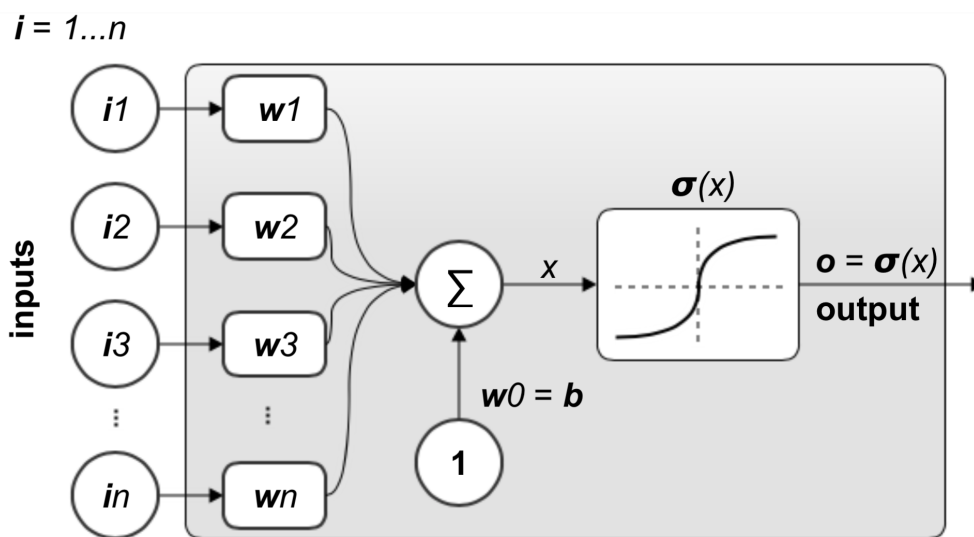 i = 1...n
inputs
i1
w1
i2
w2
i3
w3
⋮
⋮
in
wn
Σ
1
w0 = b
x
σ(x)
o = σ(x)
output